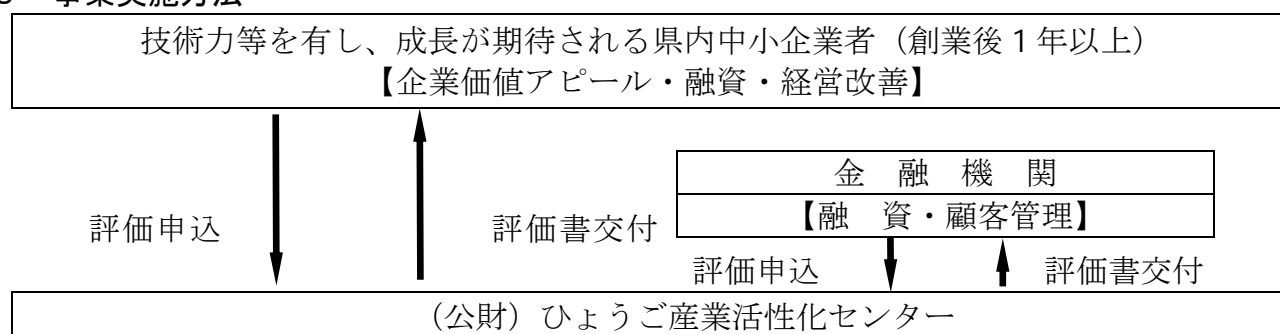 事業実施方法
技術力等を有し、成長が期待される県内中小企業者（創業後１年以上）
【企業価値アピール・融資・経営改善】
金 融 機 関
【融 資・顧客管理】
評価申込
評価書交付
評価申込
評価書交付
（公財）ひょうご産業活性化センター